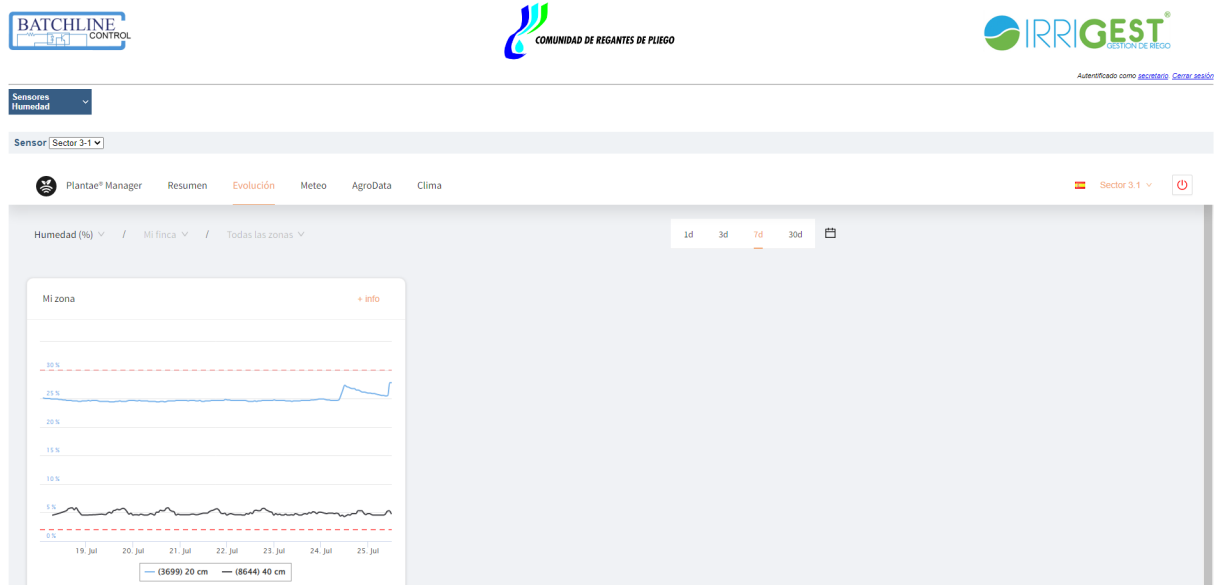 BATCHLINE
CONTROL
COMUNIDAD DE REGANTES DE PLIEGO
IRRIGEST®
GESTIÓN DE RIEGO
Autentificado como secretario. Cerrar sesión
Sensores
Humedad
Sensor Sector 3-1
Plantae® Manager Resumen Evolución Meteo AgroData Clima Sector 3.1
Humedad (%) / Mi finca / Todas las zonas 1d 3d 7d 30d
Mi zona + info
30 %
25 %
20 %
15 %
10 %
5 %
0 %
19. Jul 20. Jul 21. Jul 22. Jul 23. Jul 24. Jul 25. Jul
(3699) 20 cm (8644) 40 cm